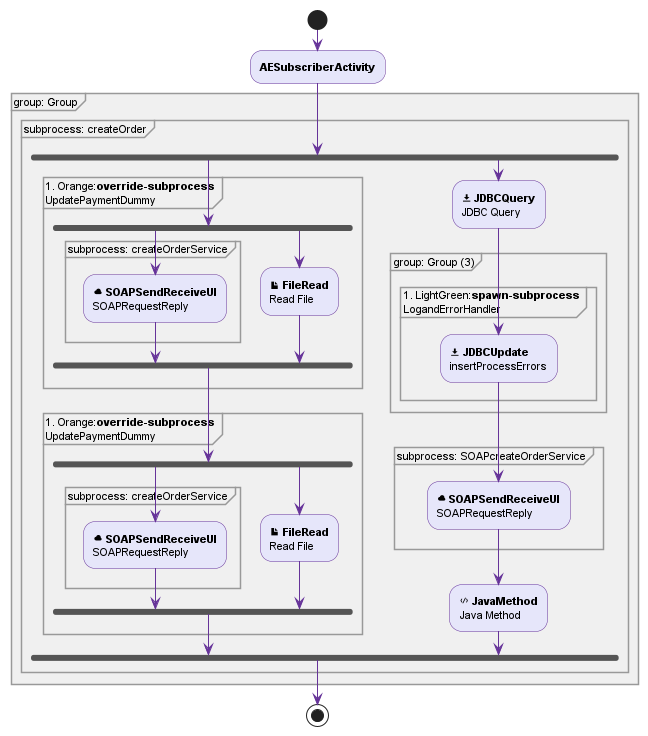 AESubscriberActivity
group: Group
subprocess: createOrder
1. Orange:override-subprocess
UpdatePaymentDummy
subprocess: createOrderService
SOAPSendReceiveUI
SOAPRequestReply
FileRead
Read File
1. Orange:override-subprocess
UpdatePaymentDummy
subprocess: createOrderService
SOAPSendReceiveUI
SOAPRequestReply
FileRead
Read File
JDBCQuery
JDBC Query
group: Group (3)
1. LightGreen:spawn-subprocess
LogandErrorHandler
JDBCUpdate
insertProcessErrors
subprocess: SOAPcreateOrderService
SOAPSendReceiveUI
SOAPRequestReply
JavaMethod
Java Method